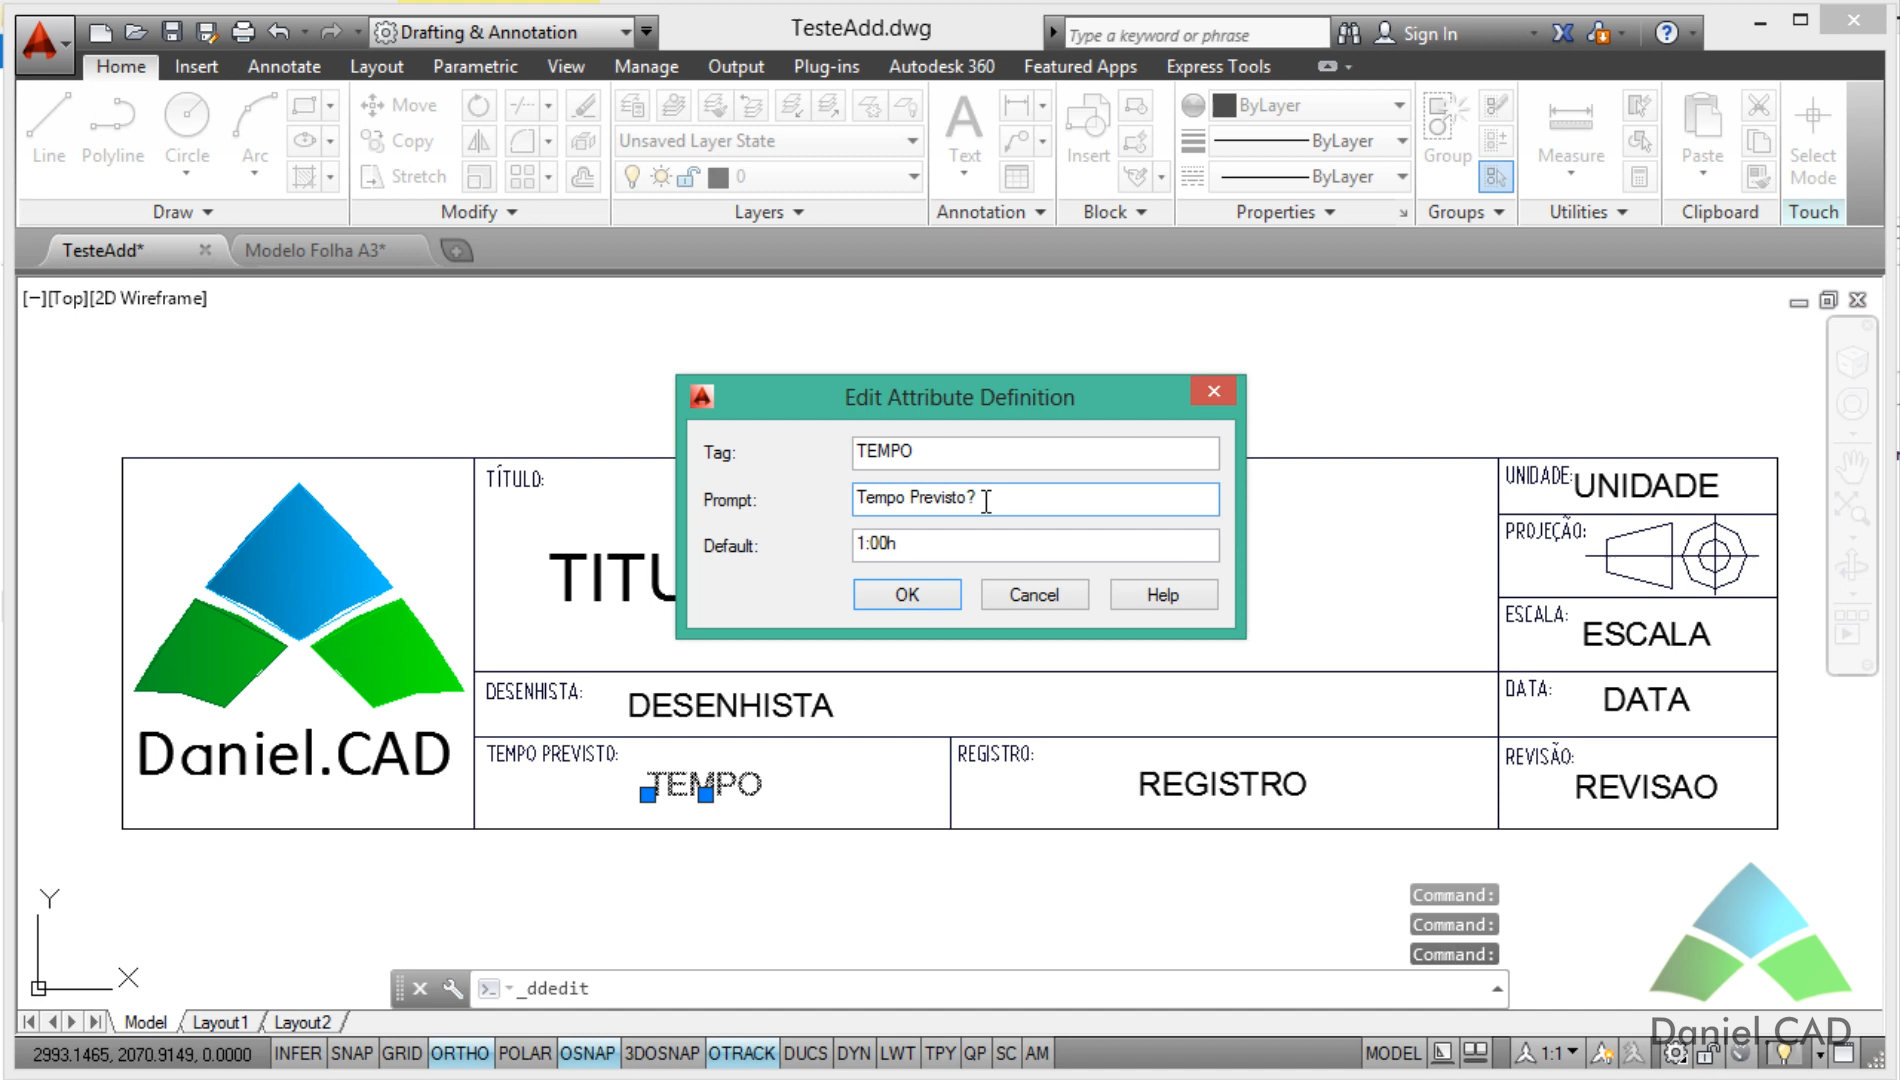 Drafting & Annotation
TesteAdd.dwg
Type a keyword or phrase
Sign In
Home Insert Annotate Layout Parametric View Manage Output Plug-ins Autodesk 360 Featured Apps Express Tools
Line
Polyline
Circle
Arc
Move
Copy
Stretch
Unsaved Layer State
0
Text
Insert
ByLayer
ByLayer
ByLayer
Group
Measure
Paste
Select
Mode
Draw
Modify
Layers
Annotation
Block
Properties
Groups
Utilities
Clipboard
Touch
TesteAdd*
Modelo Folha A3*
[−][Top][2D Wireframe]
Edit Attribute Definition
Tag: TEMPO
Prompt: Tempo Previsto?
Default: 1:00h
OK Cancel Help
TÍTULO:
TITU
UNIDADE: UNIDADE
PROJEÇÃO:
ESCALA: ESCALA
DESENHISTA: DESENHISTA
DATA: DATA
TEMPO PREVISTO:
TEMPO
REGISTRO:
REGISTRO
REVISÃO:
REVISAO
Daniel.CAD
Y
X
Command:
Command:
Command:
_ddedit
Model Layout1 Layout2
Daniel.CAD
2993.1465, 2070.9149, 0.0000
INFER SNAP GRID ORTHO POLAR OSNAP 3DOSNAP OTRACK DUCS DYN LWT TPY QP SC AM
MODEL
1:1